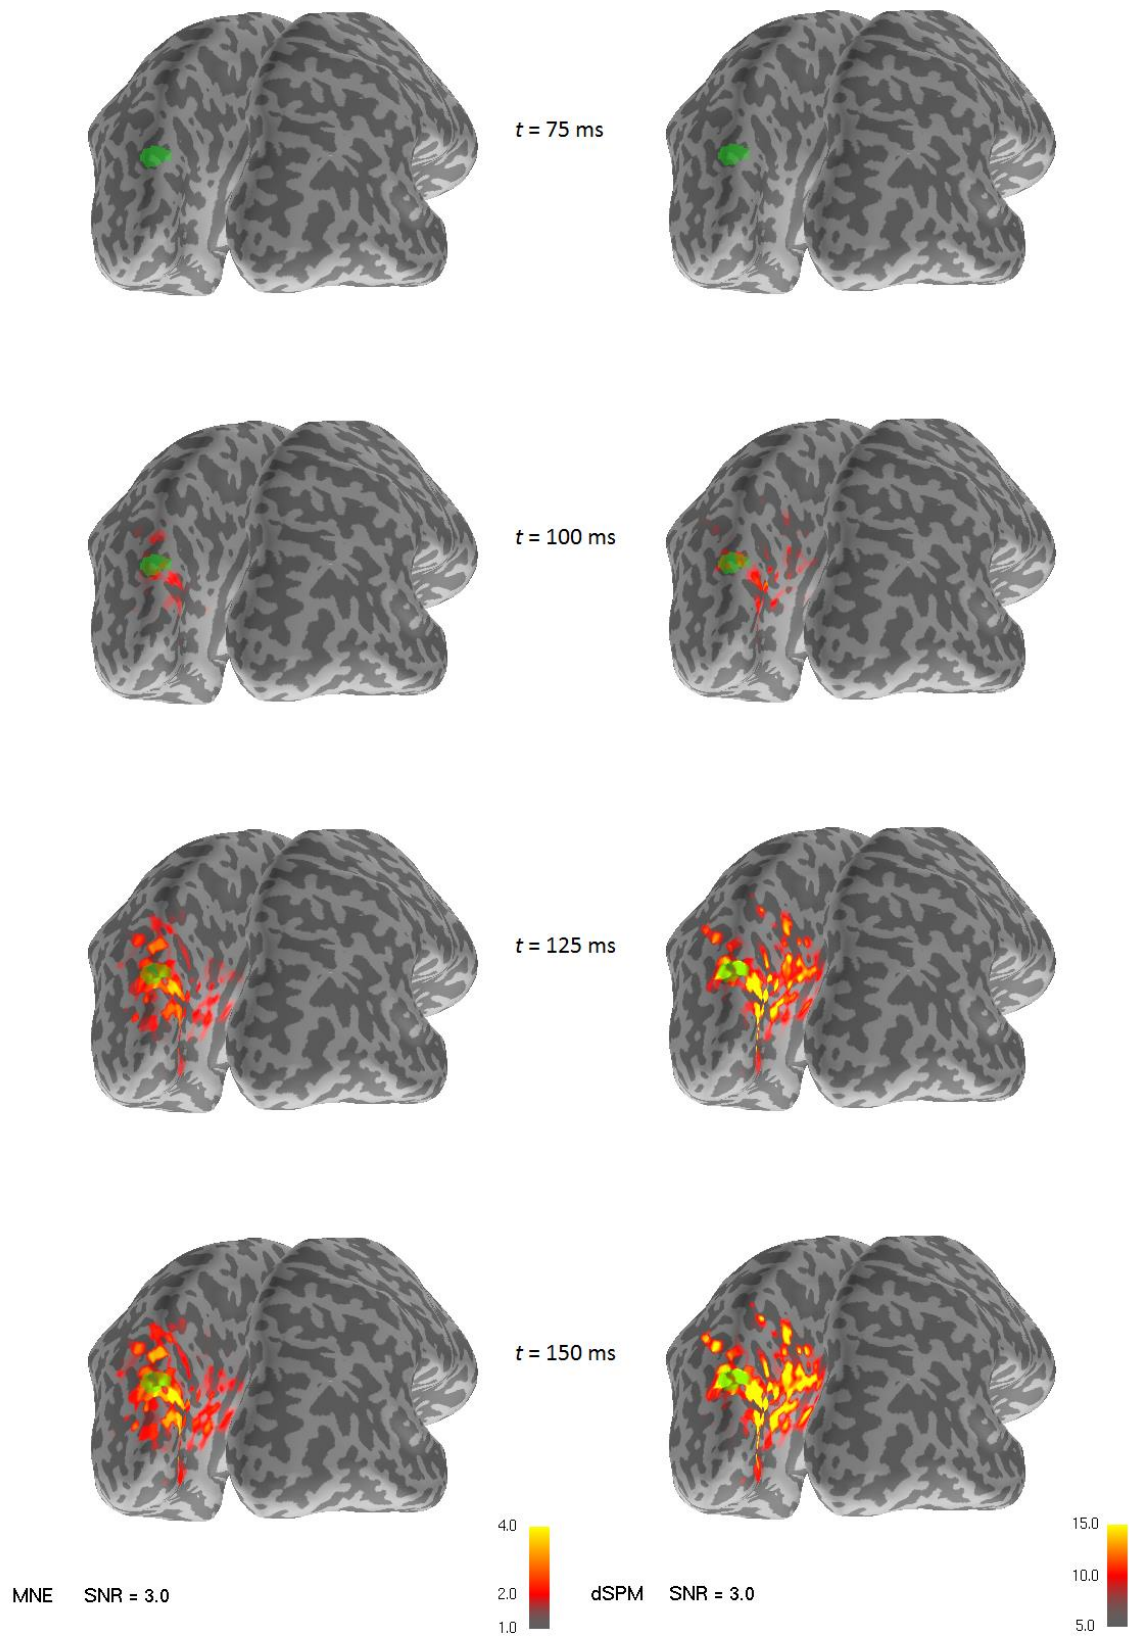 t = 75 ms
t = 100 ms
t = 125 ms
t = 150 ms
4.0
2.0
1.0
MNE SNR = 3.0
15.0
10.0
5.0
dSPM SNR = 3.0